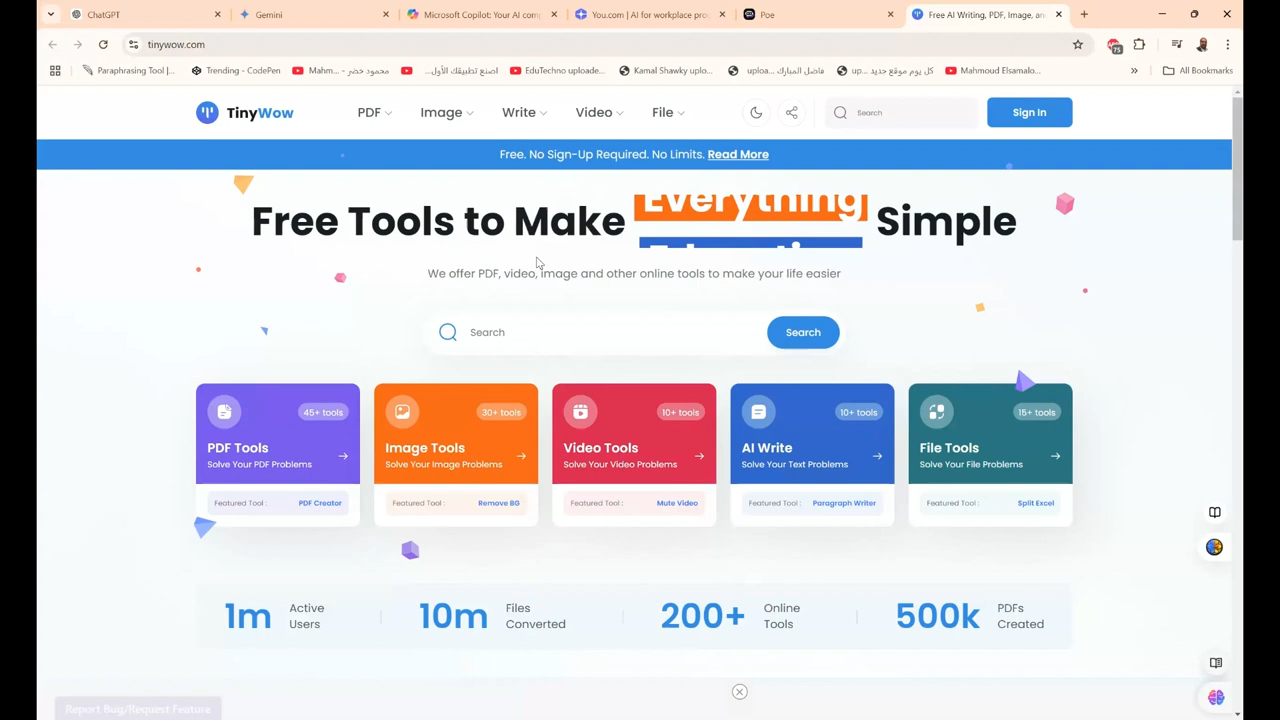 ChatGPT
Gemini
Microsoft Copilot: Your AI com
You.com | AI for workplace pro
Poe
Free AI Writing, PDF, Image, an
tinywow.com
75
Paraphrasing Tool |...
Trending - CodePen
Mahm... محمود خضر -
اصنع تطبيقك الأول...
EduTechno uploade...
Kamal Shawky uplo...
uploa... فاضل المبارك
up... كل يوم موقع جديد
Mahmoud Elsamalo...
All Bookmarks
TinyWow
PDF
Image
Write
Video
File
Search
Sign In
Free. No Sign-Up Required. No Limits. Read More
Free Tools to Make Everything Simple
We offer PDF, video, image and other online tools to make your life easier
Search
Search
45+ tools
PDF Tools
Solve Your PDF Problems
Featured Tool : PDF Creator
30+ tools
Image Tools
Solve Your Image Problems
Featured Tool : Remove BG
10+ tools
Video Tools
Solve Your Video Problems
Featured Tool : Mute Video
10+ tools
AI Write
Solve Your Text Problems
Featured Tool : Paragraph Writer
15+ tools
File Tools
Solve Your File Problems
Featured Tool : Split Excel
1m Active Users
10m Files Converted
200+ Online Tools
500k PDFs Created
Report Bug/Request Feature